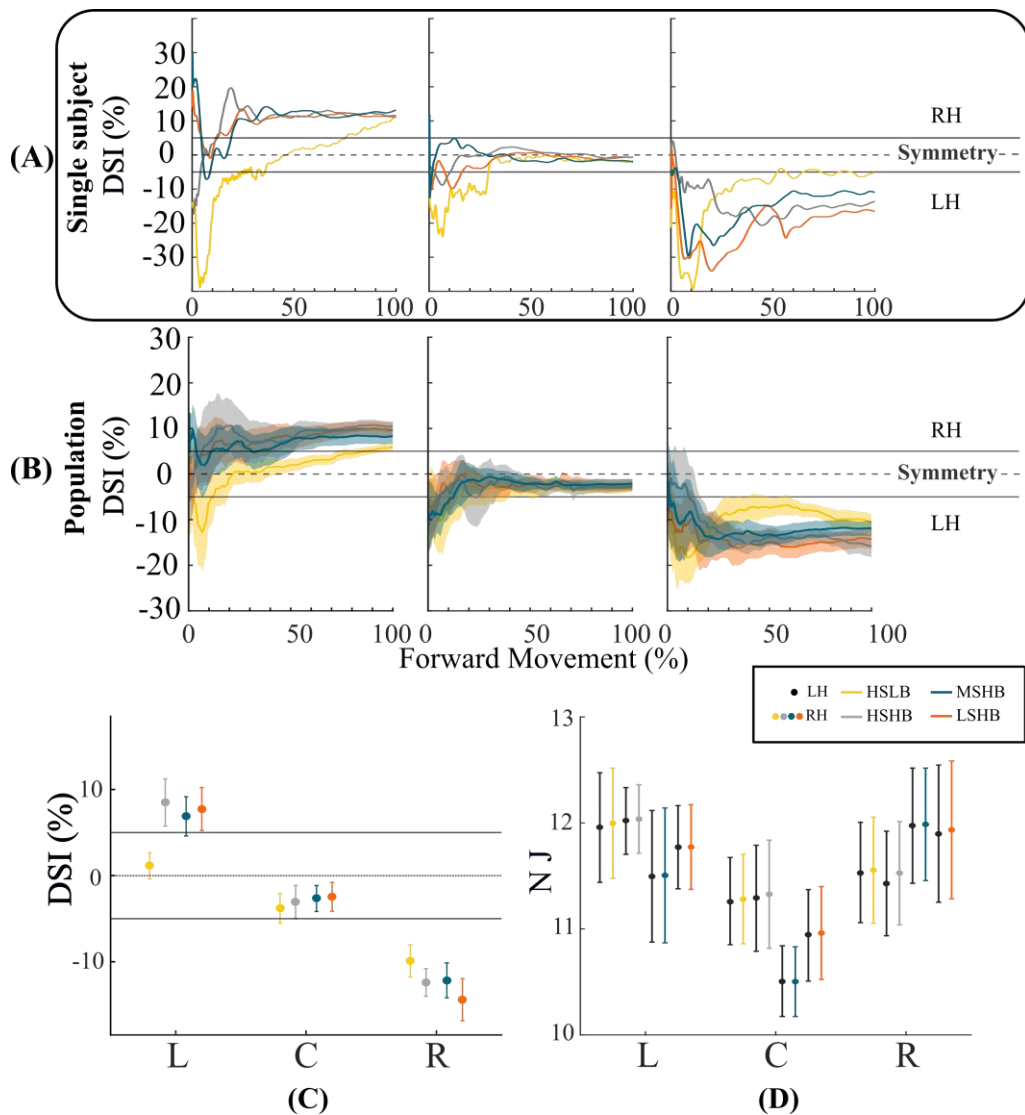 (A)
Single subject
DSI (%)
30
20
10
0
-10
-20
-30
0 50 100
0 50 100
0 50 100
RH
Symmetry
LH
(B)
Population
DSI (%)
30
20
10
0
-10
-20
-30
0 50 100
0 50 100
0 50 100
RH
Symmetry
LH
Forward Movement (%)
LH HSLB MSHB
RH HSHB LSHB
DSI (%)
10
0
-10
L C R
(C)
N J
13
12
11
10
L C R
(D)